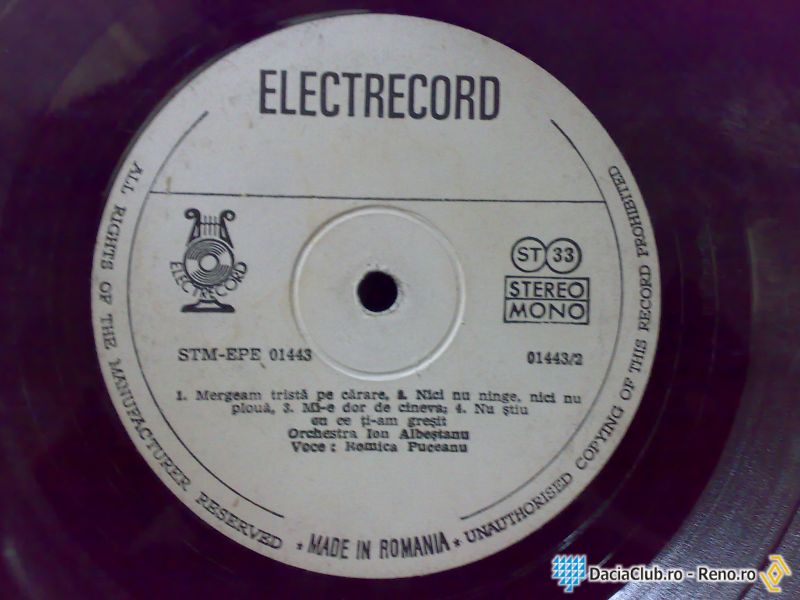 ELECTRECORD
ALL RIGHTS OF THE MANUFACTURER RESERVED * MADE IN ROMANIA * UNAUTHORISED COPYING OF THIS RECORD PROHIBITED
ELECTRECORD
ST 33
STEREO
MONO
STM-EPE 01443
01443/2
1. Mergeam tristă pe cărare, 2. Nici nu ninge, nici nu
plouă, 3. Mi-e dor de cineva; 4. Nu știu
cu ce ți-am greșit
Orchestra Ion Albeștanu
Voce: Romica Puceanu
DaciaClub.ro - Reno.ro